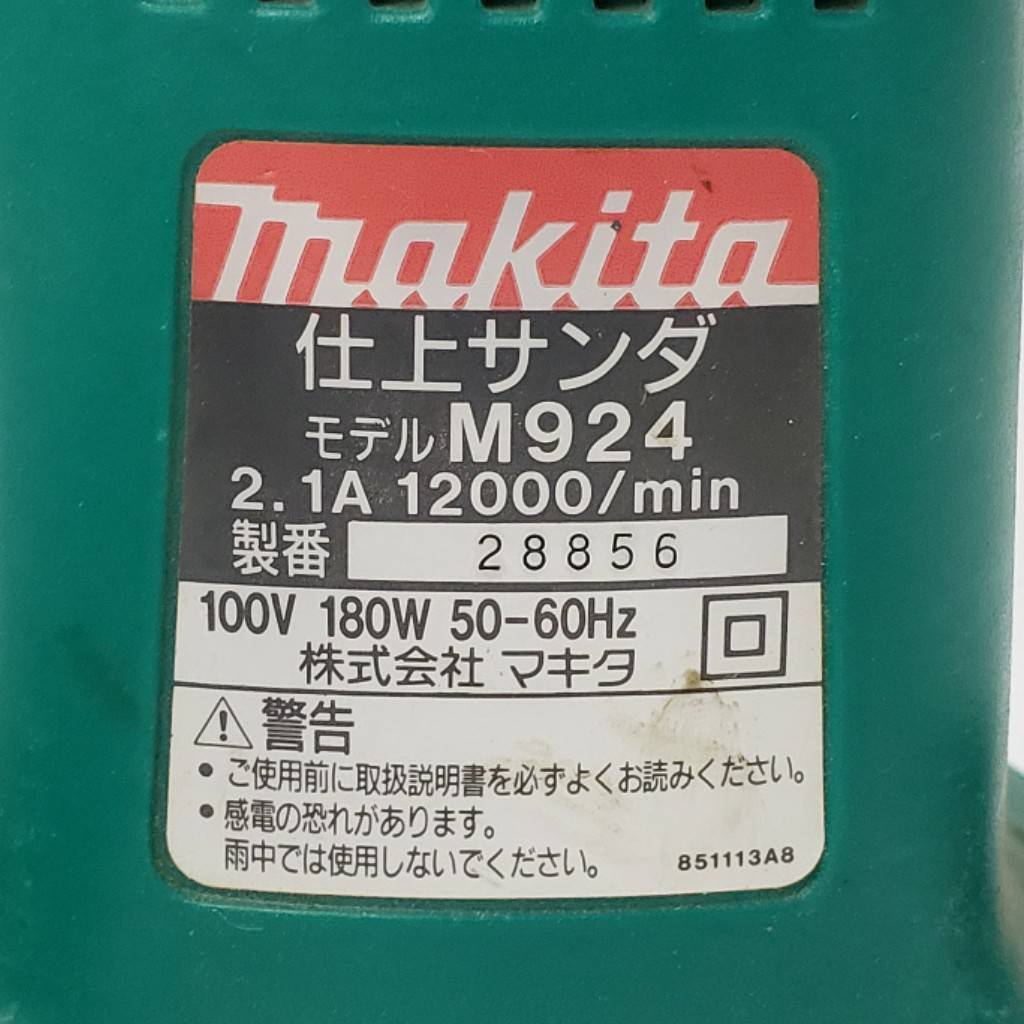 makita
仕上サンダ
モデル M924
2.1A 12000/min
製番 28856
100V 180W 50-60Hz
株式会社 マキタ
警告
• ご使用前に取扱説明書を必ずよくお読みください。
• 感電の恐れがあります。
雨中では使用しないでください。
851113A8